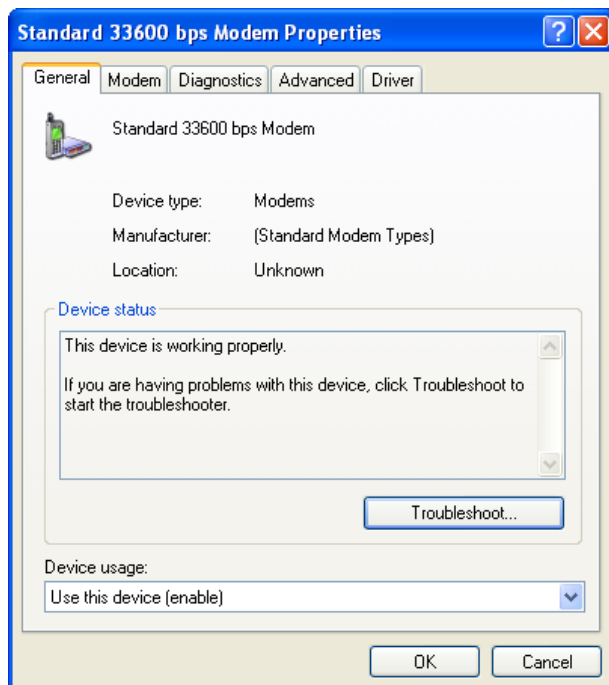 Standard 33600 bps Modem Properties
General Modem Diagnostics Advanced Driver
Standard 33600 bps Modem
Device type: Modems
Manufacturer: (Standard Modem Types)
Location: Unknown
Device status
This device is working properly.
If you are having problems with this device, click Troubleshoot to
start the troubleshooter.
Troubleshoot...
Device usage:
Use this device (enable)
OK Cancel